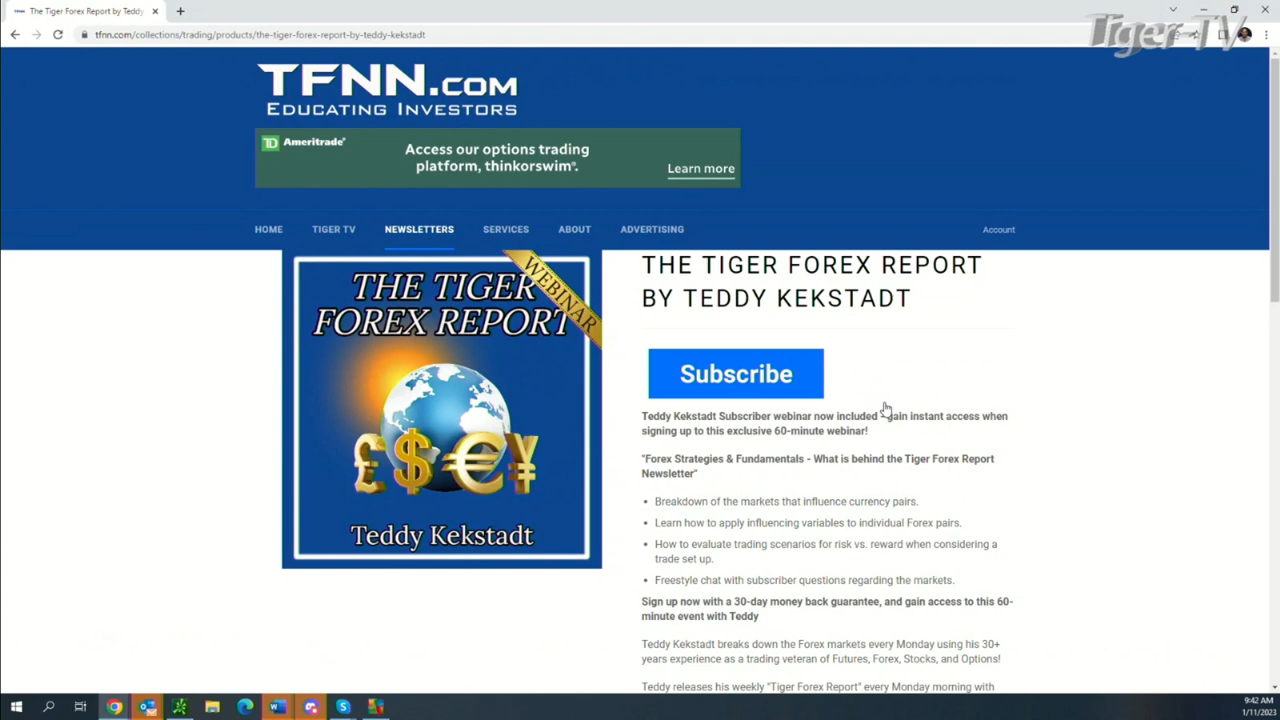 The Tiger Forex Report by Teddy
Tiger TV
tfnn.com/collections/trading/products/the-tiger-forex-report-by-teddy-kekstadt
TFNN.COM
EDUCATING INVESTORS
TD Ameritrade®
Access our options trading
platform, thinkorswim®.
Learn more
HOME TIGER TV NEWSLETTERS SERVICES ABOUT ADVERTISING Account
WEBINAR
THE TIGER
FOREX REPORT
£ $ € ¥
Teddy Kekstadt
THE TIGER FOREX REPORT
BY TEDDY KEKSTADT
Subscribe
Teddy Kekstadt Subscriber webinar now included - gain instant access when
signing up to this exclusive 60-minute webinar!
"Forex Strategies & Fundamentals - What is behind the Tiger Forex Report
Newsletter"
• Breakdown of the markets that influence currency pairs.
• Learn how to apply influencing variables to individual Forex pairs.
• How to evaluate trading scenarios for risk vs. reward when considering a
trade set up.
• Freestyle chat with subscriber questions regarding the markets.
Sign up now with a 30-day money back guarantee, and gain access to this 60-
minute event with Teddy
Teddy Kekstadt breaks down the Forex markets every Monday using his 30+
years experience as a trading veteran of Futures, Forex, Stocks, and Options!
Teddy releases his weekly "Tiger Forex Report" every Monday morning with
9:42 AM
1/11/2023